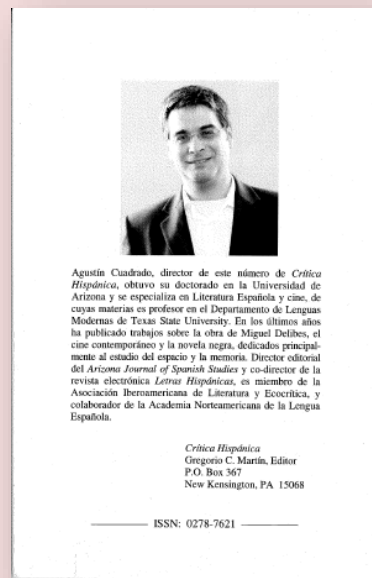 Agustín Cuadrado, director de este número de Crítica
Hispánica, obtuvo su doctorado en la Universidad de
Arizona y se especializa en Literatura Española y cine, de
cuyas materias es profesor en el Departamento de Lenguas
Modernas de Texas State University. En los últimos años
ha publicado trabajos sobre la obra de Miguel Delibes, el
cine contemporáneo y la novela negra, dedicados principal-
mente al estudio del espacio y la memoria. Director editorial
del Arizona Journal of Spanish Studies y co-director de la
revista electrónica Letras Hispánicas, es miembro de la
Asociación Iberoamericana de Literatura y Ecocrítica, y
colaborador de la Academia Norteamericana de la Lengua
Española.
Crítica Hispánica
Gregorio C. Martín, Editor
P.O. Box 367
New Kensington, PA 15068
ISSN: 0278-7621